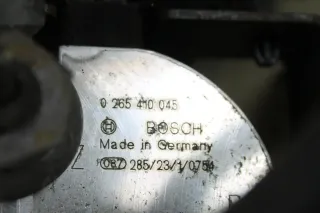 0 265 410 045
BOSCH
Made in Germany
Z
285/23/1/0754